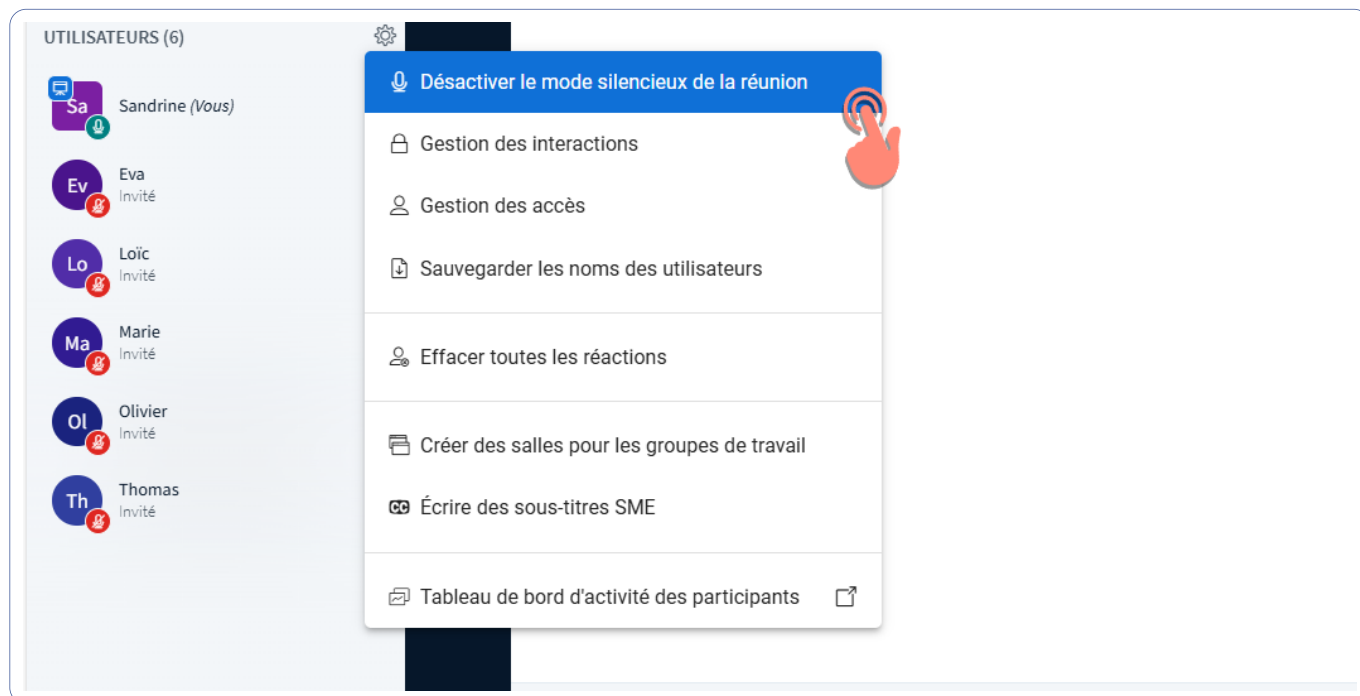 UTILISATEURS (6)
Sa
Sandrine (Vous)
Ev
Eva
Invité
Lo
Loïc
Invité
Ma
Marie
Invité
Ol
Olivier
Invité
Th
Thomas
Invité
Désactiver le mode silencieux de la réunion
Gestion des interactions
Gestion des accès
Sauvegarder les noms des utilisateurs
Effacer toutes les réactions
Créer des salles pour les groupes de travail
CC Écrire des sous-titres SME
Tableau de bord d'activité des participants